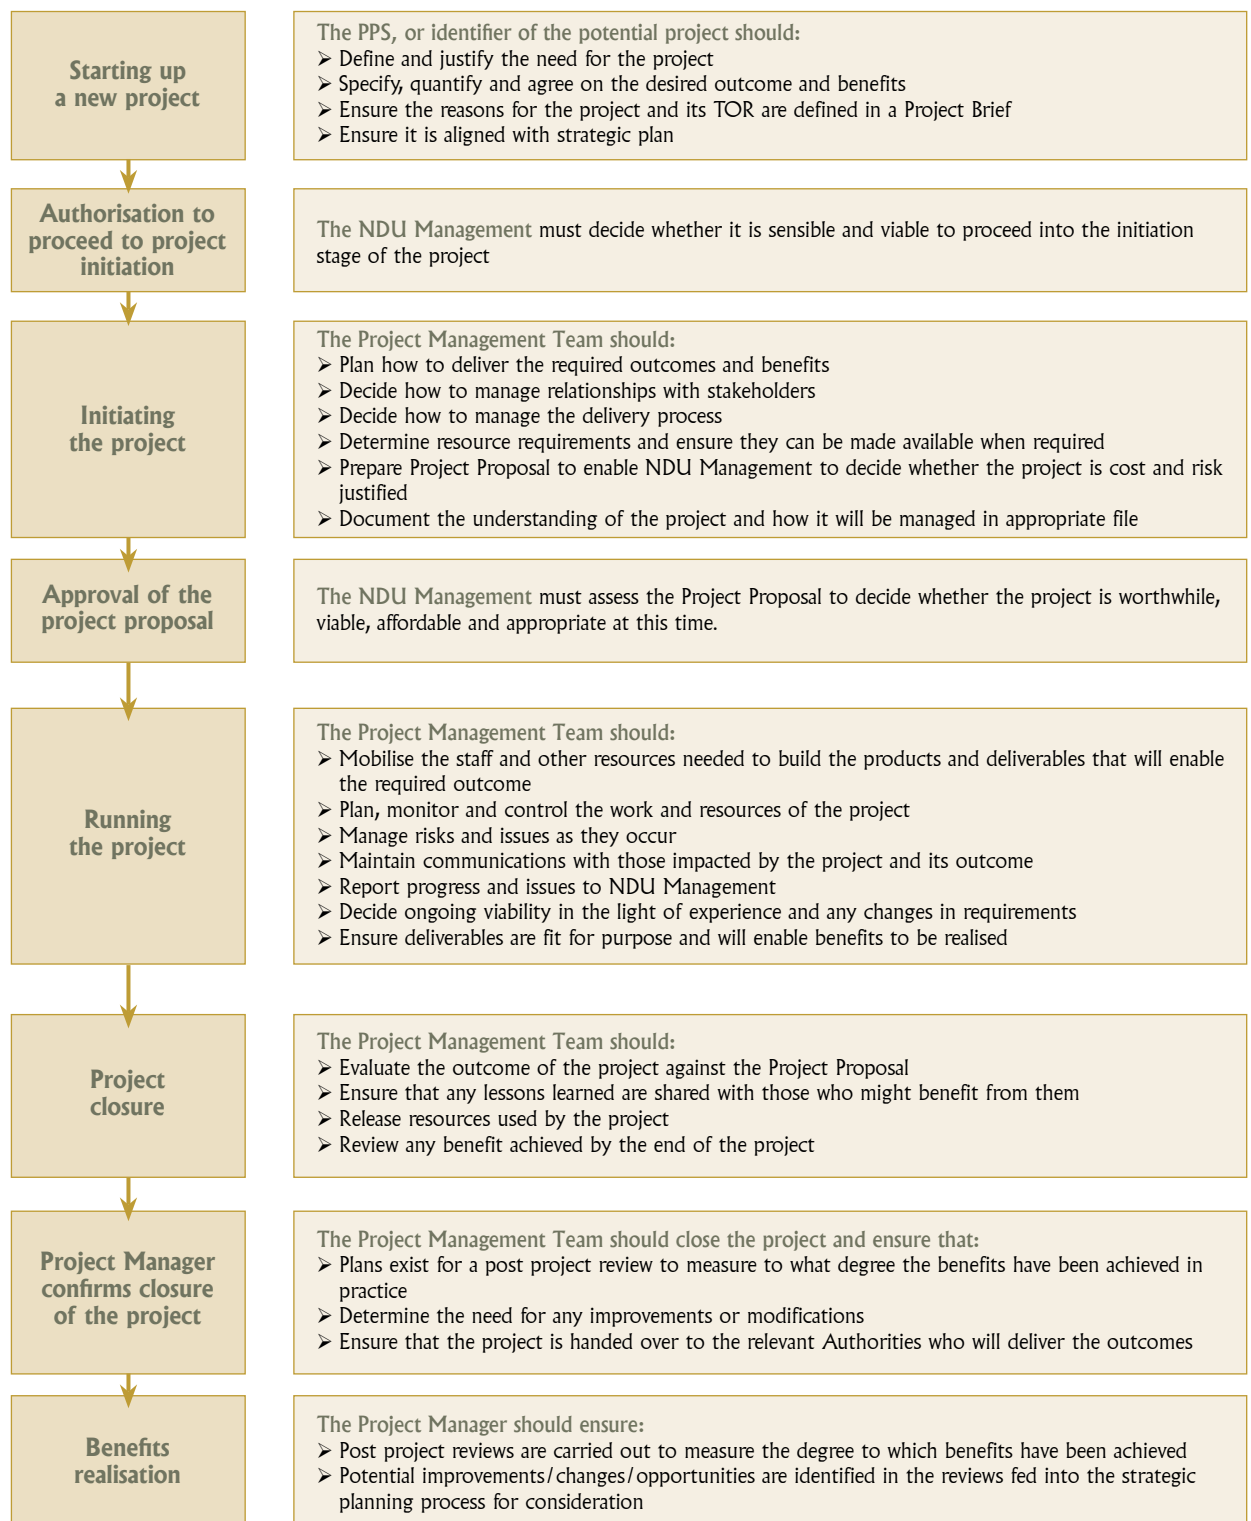 Starting up
a new project
The PPS, or identifier of the potential project should:
➢ Define and justify the need for the project
➢ Specify, quantify and agree on the desired outcome and benefits
➢ Ensure the reasons for the project and its TOR are defined in a Project Brief
➢ Ensure it is aligned with strategic plan
Authorisation to
proceed to project
initiation
The NDU Management must decide whether it is sensible and viable to proceed into the initiation
stage of the project
Initiating
the project
The Project Management Team should:
➢ Plan how to deliver the required outcomes and benefits
➢ Decide how to manage relationships with stakeholders
➢ Decide how to manage the delivery process
➢ Determine resource requirements and ensure they can be made available when required
➢ Prepare Project Proposal to enable NDU Management to decide whether the project is cost and risk
justified
➢ Document the understanding of the project and how it will be managed in appropriate file
Approval of the
project proposal
The NDU Management must assess the Project Proposal to decide whether the project is worthwhile,
viable, affordable and appropriate at this time.
Running
the project
The Project Management Team should:
➢ Mobilise the staff and other resources needed to build the products and deliverables that will enable
the required outcome
➢ Plan, monitor and control the work and resources of the project
➢ Manage risks and issues as they occur
➢ Maintain communications with those impacted by the project and its outcome
➢ Report progress and issues to NDU Management
➢ Decide ongoing viability in the light of experience and any changes in requirements
➢ Ensure deliverables are fit for purpose and will enable benefits to be realised
Project
closure
The Project Management Team should:
➢ Evaluate the outcome of the project against the Project Proposal
➢ Ensure that any lessons learned are shared with those who might benefit from them
➢ Release resources used by the project
➢ Review any benefit achieved by the end of the project
Project Manager
confirms closure
of the project
The Project Management Team should close the project and ensure that:
➢ Plans exist for a post project review to measure to what degree the benefits have been achieved in
practice
➢ Determine the need for any improvements or modifications
➢ Ensure that the project is handed over to the relevant Authorities who will deliver the outcomes
Benefits
realisation
The Project Manager should ensure:
➢ Post project reviews are carried out to measure the degree to which benefits have been achieved
➢ Potential improvements/changes/opportunities are identified in the reviews fed into the strategic
planning process for consideration